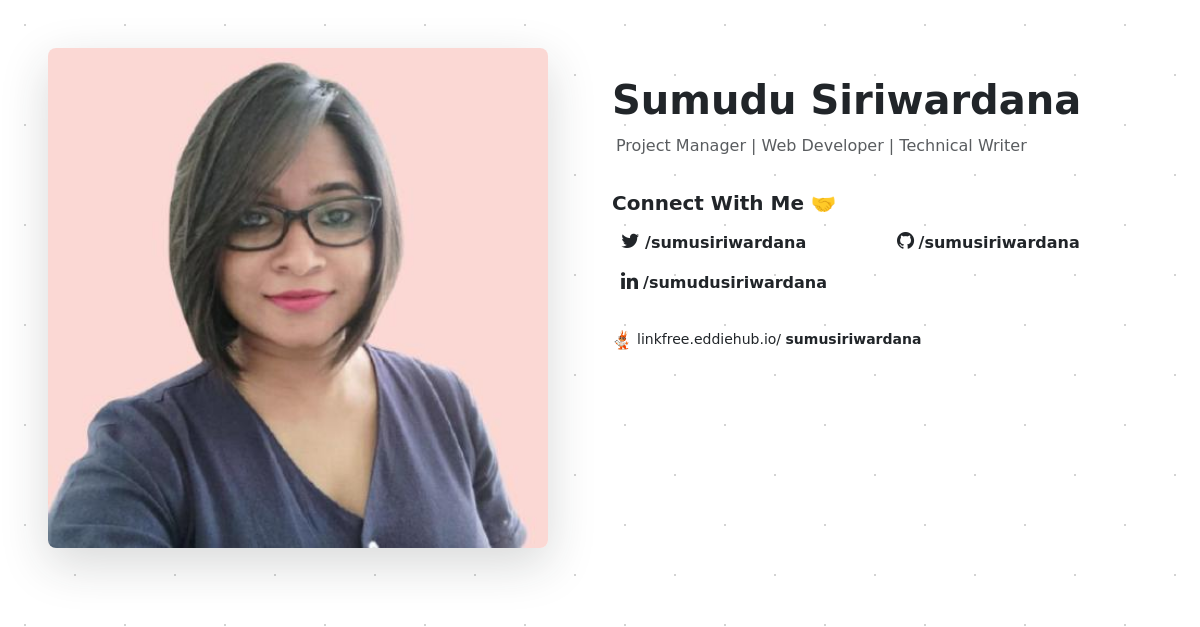 Sumudu Siriwardana
Project Manager | Web Developer | Technical Writer
Connect With Me 🤝
/sumusiriwardana
/sumusiriwardana
/sumudusiriwardana
linkfree.eddiehub.io/ sumusiriwardana